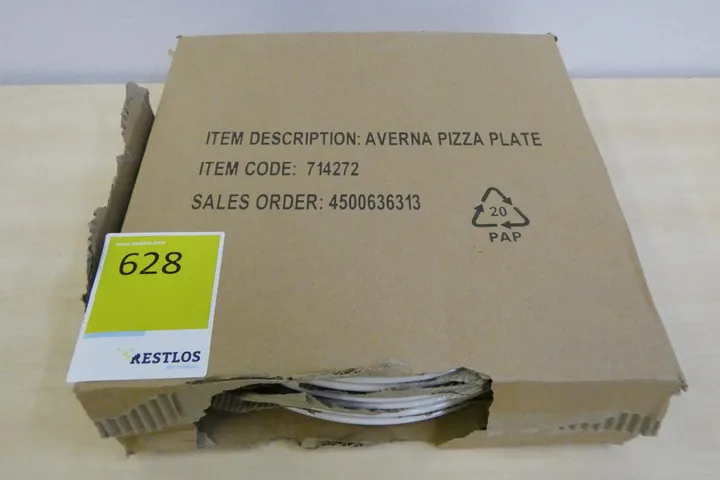 ITEM DESCRIPTION: AVERNA PIZZA PLATE
ITEM CODE: 714272
SALES ORDER: 4500636313
20
PAP
628
RESTLOS